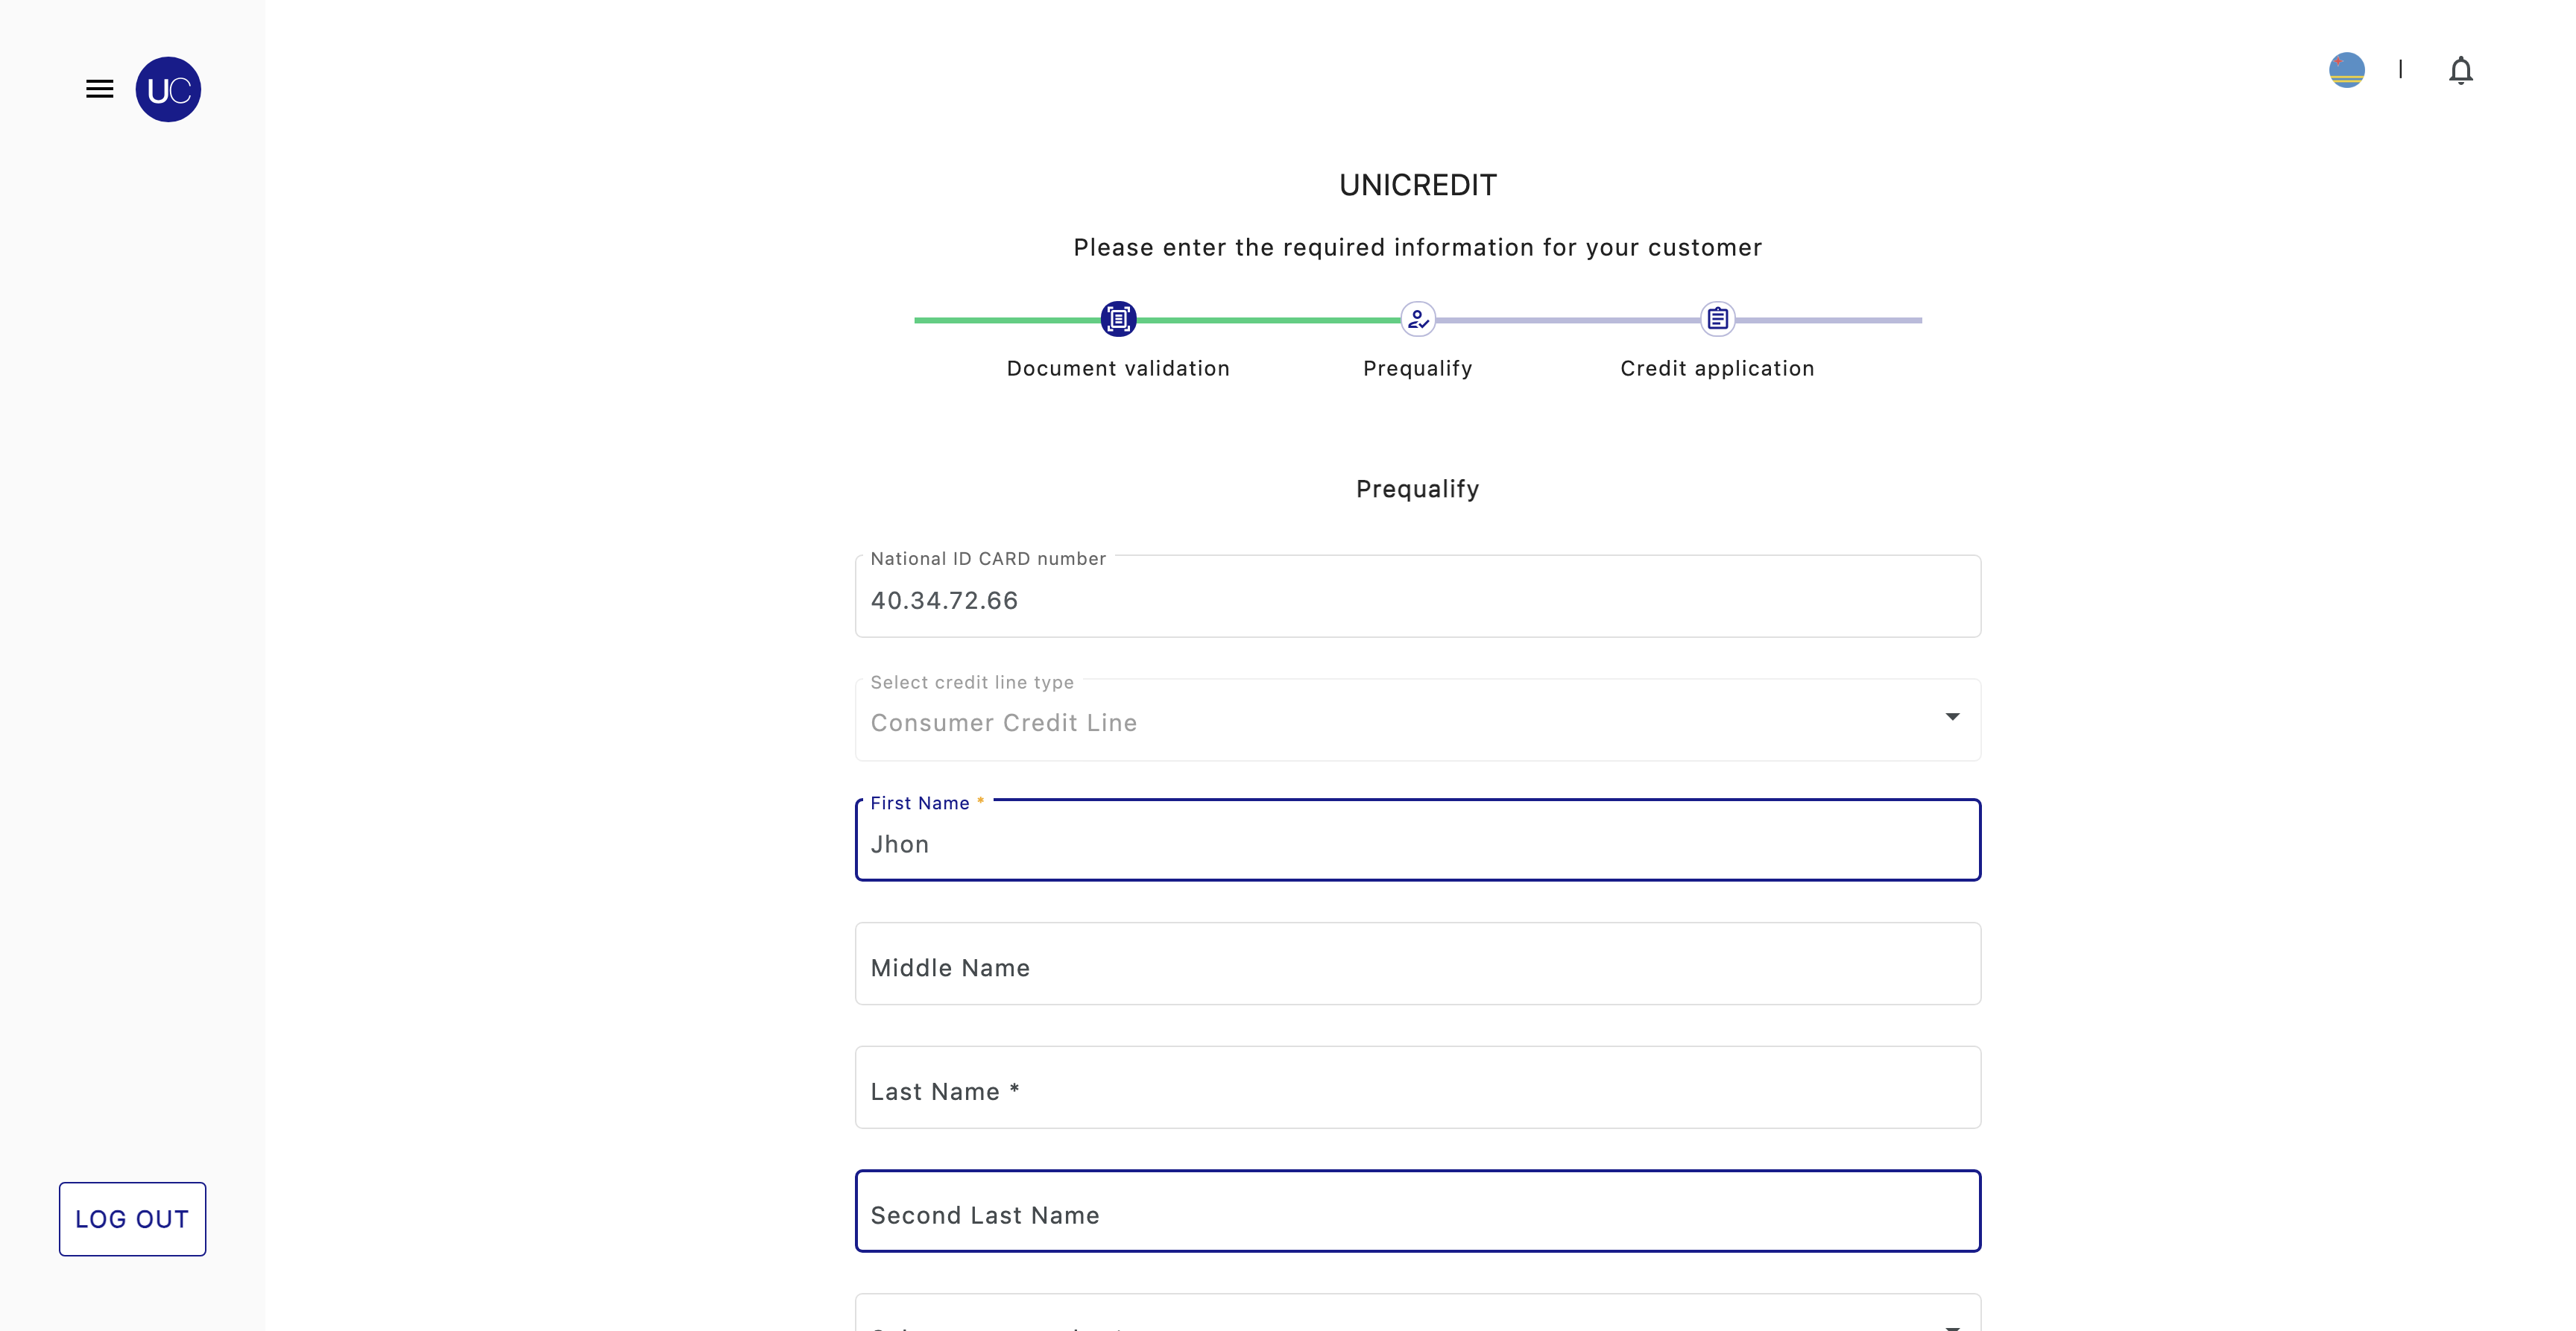 UC
UNICREDIT
Please enter the required information for your customer
Document validation
Prequalify
Credit application
Prequalify
National ID CARD number
40.34.72.66
Select credit line type
Consumer Credit Line
First Name *
Jhon
Middle Name
Last Name *
Second Last Name
LOG OUT